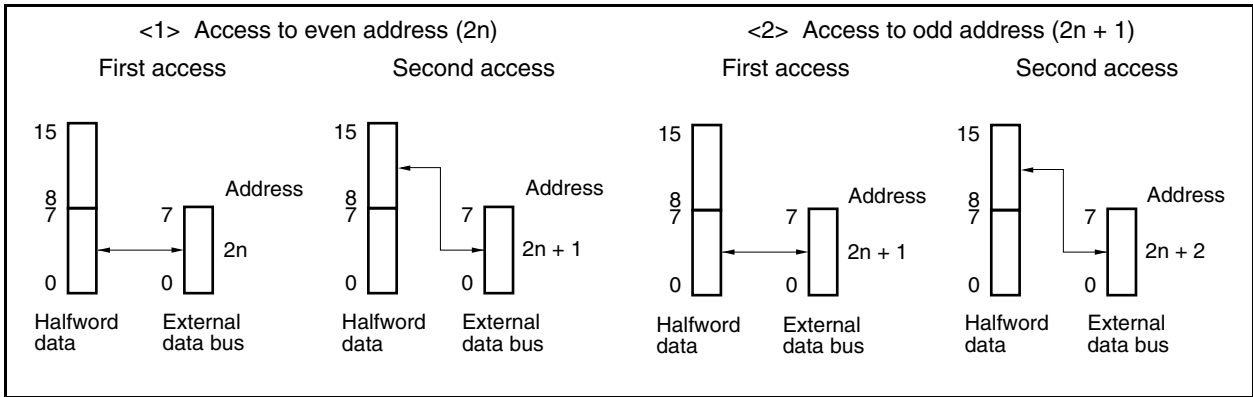 <1> Access to even address (2n)
First access
Second access
15
8
7
0
7
0
Address
2n
Halfword
data
External
data bus
15
8
7
0
7
0
Address
2n + 1
Halfword
data
External
data bus
<2> Access to odd address (2n + 1)
First access
Second access
15
8
7
0
7
0
Address
2n + 1
Halfword
data
External
data bus
15
8
7
0
7
0
Address
2n + 2
Halfword
data
External
data bus